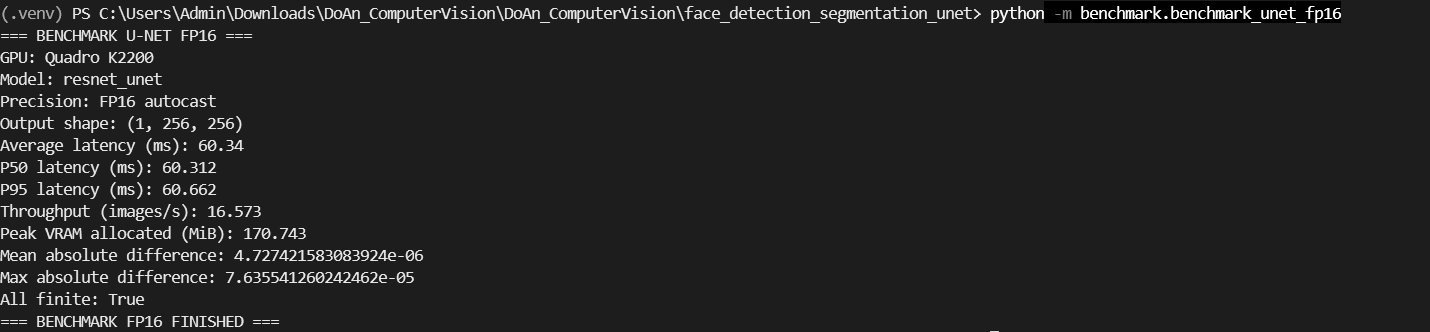 (.venv) PS C:\Users\Admin\Downloads\DoAn_ComputerVision\DoAn_ComputerVision\face_detection_segmentation_unet> python -m benchmark.benchmark_unet_fp16
=== BENCHMARK U-NET FP16 ===
GPU: Quadro K2200
Model: resnet_unet
Precision: FP16 autocast
Output shape: (1, 256, 256)
Average latency (ms): 60.34
P50 latency (ms): 60.312
P95 latency (ms): 60.662
Throughput (images/s): 16.573
Peak VRAM allocated (MiB): 170.743
Mean absolute difference: 4.727421583083924e-06
Max absolute difference: 7.635541260242462e-05
All finite: True
=== BENCHMARK FP16 FINISHED ===